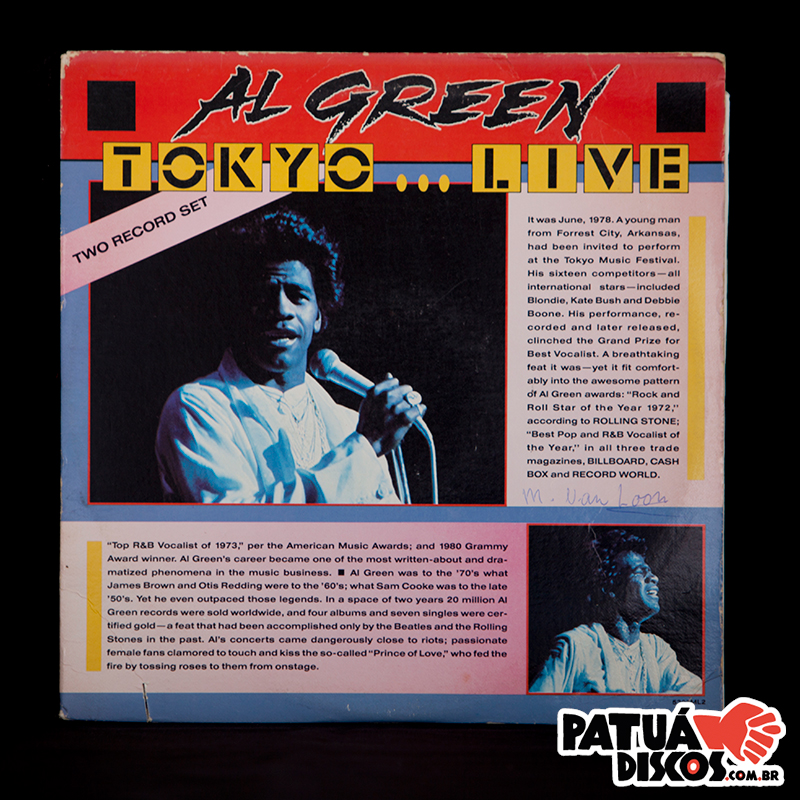 AL GREEN
TOKYO...LIVE
TWO RECORD SET
It was June, 1978. A young man
from Forrest City, Arkansas,
had been invited to perform
at the Tokyo Music Festival.
His sixteen competitors—all
international stars—included
Blondie, Kate Bush and Debbie
Boone. His performance, re-
corded and later released,
clinched the Grand Prize for
Best Vocalist. A breathtaking
feat it was—yet it fit comfort-
ably into the awesome pattern
of Al Green awards: "Rock and
Roll Star of the Year 1972,"
according to ROLLING STONE;
"Best Pop and R&B Vocalist of
the Year," in all three trade
magazines, BILLBOARD, CASH
BOX and RECORD WORLD.
M. Van Loon
"Top R&B Vocalist of 1973," per the American Music Awards; and 1980 Grammy
Award winner. Al Green's career became one of the most written-about and dra-
matized phenomena in the music business. ■ Al Green was to the '70's what
James Brown and Otis Redding were to the '60's; what Sam Cooke was to the late
'50's. Yet he even outpaced those legends. In a space of two years 20 million Al
Green records were sold worldwide, and four albums and seven singles were cer-
tified gold—a feat that had been accomplished only by the Beatles and the Rolling
Stones in the past. Al's concerts came dangerously close to riots; passionate
female fans clamored to touch and kiss the so-called "Prince of Love," who fed the
fire by tossing roses to them from onstage.
PATUÁ
DISCOS.COM.BR